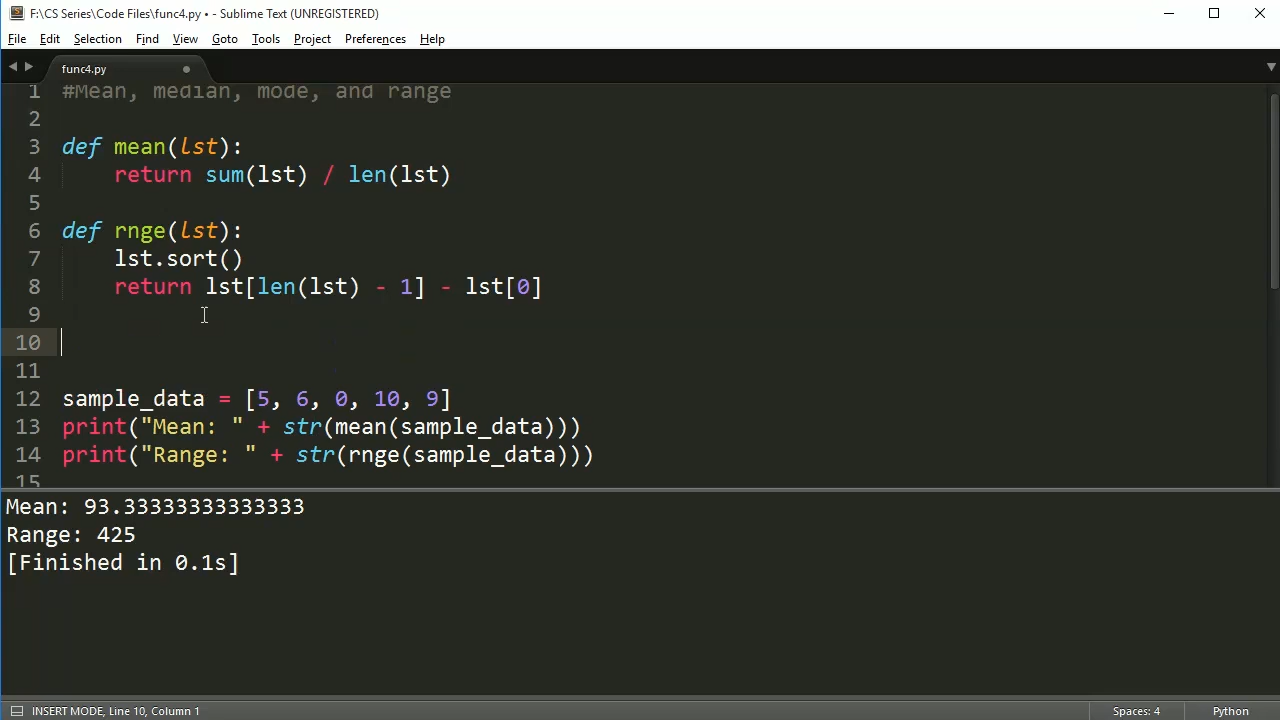 F:\CS Series\Code Files\func4.py • - Sublime Text (UNREGISTERED)
File Edit Selection Find View Goto Tools Project Preferences Help
func4.py
1 #Mean, median, mode, and range
2
3 def mean(lst):
4     return sum(lst) / len(lst)
5
6 def rnge(lst):
7     lst.sort()
8     return lst[len(lst) - 1] - lst[0]
9
10
11
12 sample_data = [5, 6, 0, 10, 9]
13 print("Mean: " + str(mean(sample_data)))
14 print("Range: " + str(rnge(sample_data)))
15
Mean: 93.33333333333333
Range: 425
[Finished in 0.1s]
INSERT MODE, Line 10, Column 1 Spaces: 4 Python